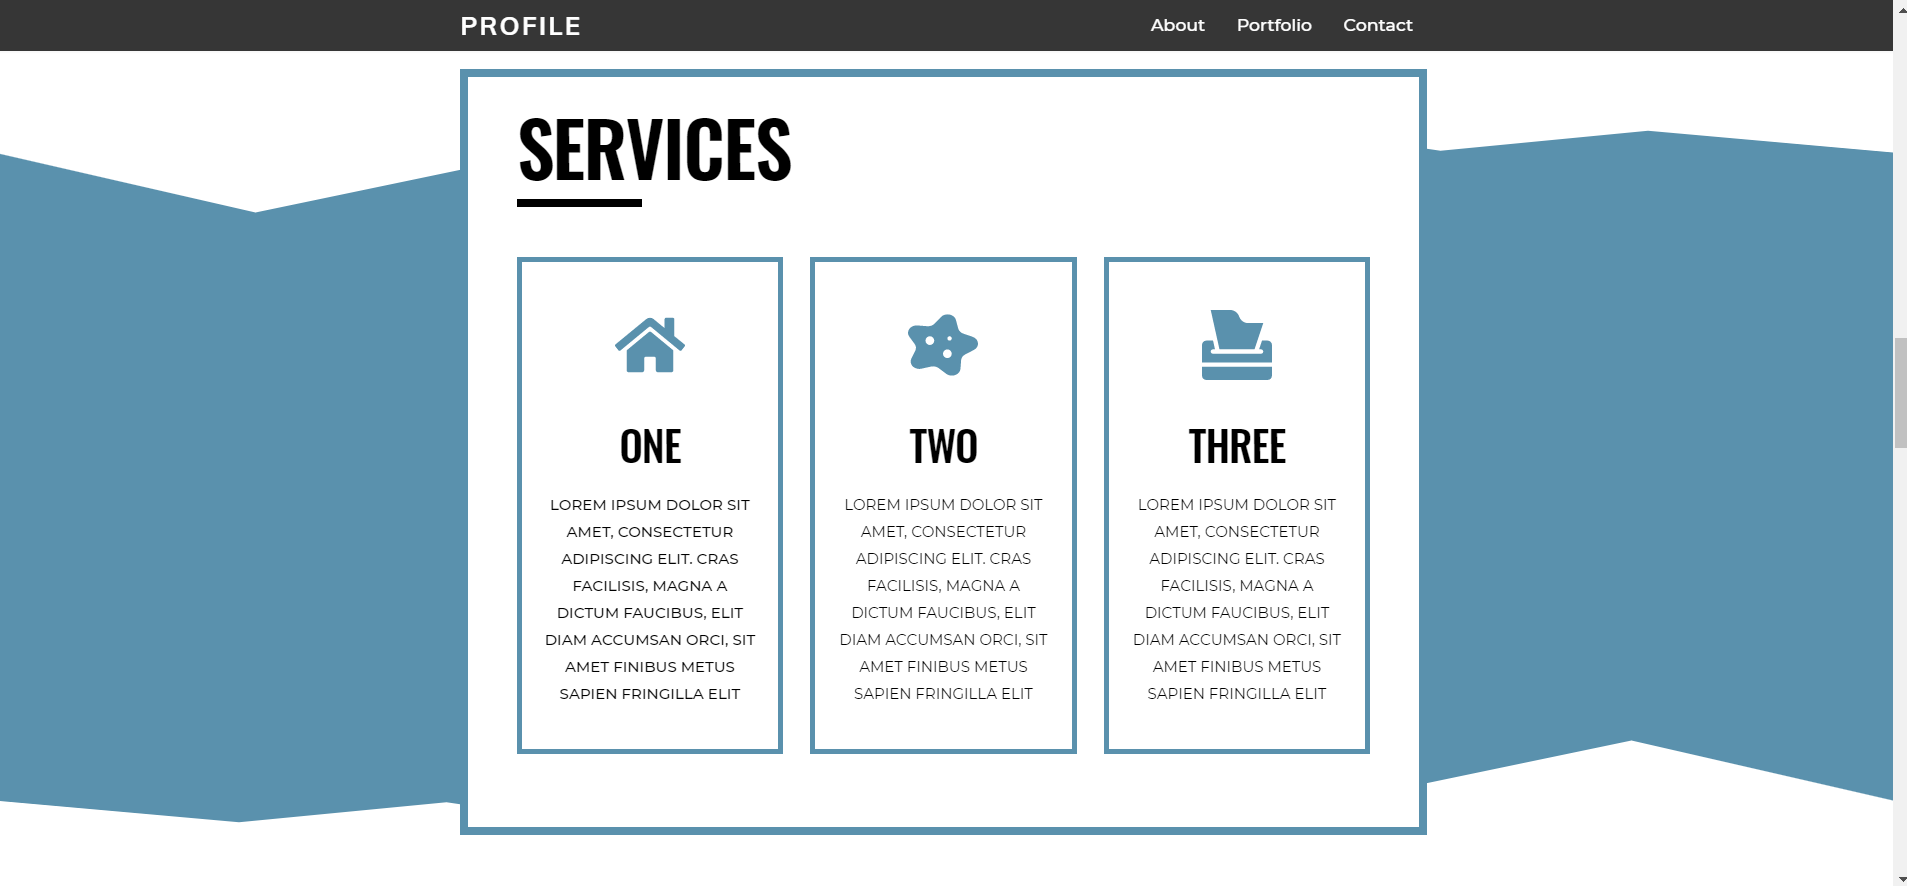 PROFILE
About
Portfolio
Contact
SERVICES
ONE
LOREM IPSUM DOLOR SIT
AMET, CONSECTETUR
ADIPISCING ELIT. CRAS
FACILISIS, MAGNA A
DICTUM FAUCIBUS, ELIT
DIAM ACCUMSAN ORCI, SIT
AMET FINIBUS METUS
SAPIEN FRINGILLA ELIT
TWO
LOREM IPSUM DOLOR SIT
AMET, CONSECTETUR
ADIPISCING ELIT. CRAS
FACILISIS, MAGNA A
DICTUM FAUCIBUS, ELIT
DIAM ACCUMSAN ORCI, SIT
AMET FINIBUS METUS
SAPIEN FRINGILLA ELIT
THREE
LOREM IPSUM DOLOR SIT
AMET, CONSECTETUR
ADIPISCING ELIT. CRAS
FACILISIS, MAGNA A
DICTUM FAUCIBUS, ELIT
DIAM ACCUMSAN ORCI, SIT
AMET FINIBUS METUS
SAPIEN FRINGILLA ELIT